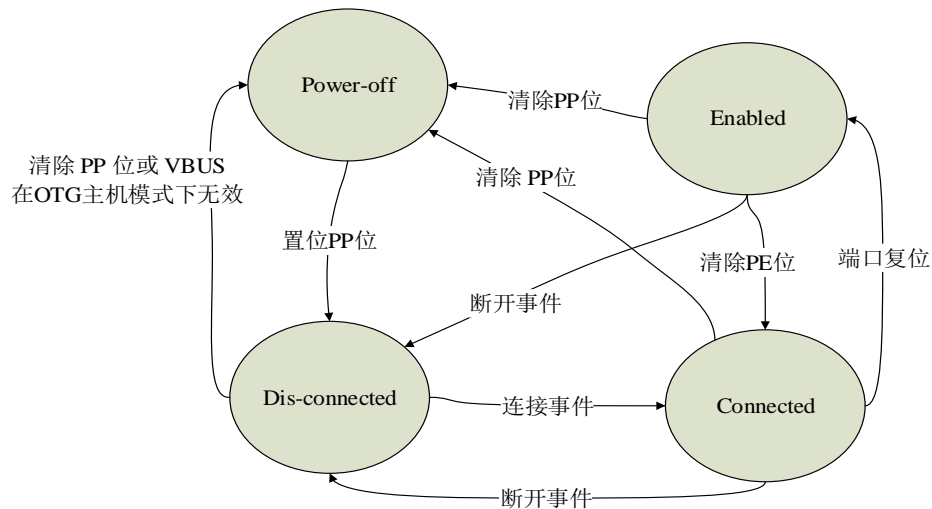 Power-off
Enabled
清除PP位
清除 PP 位或 VBUS
在OTG主机模式下无效
清除 PP位
置位PP位
清除PE位
端口复位
断开事件
Dis-connected
连接事件
Connected
断开事件